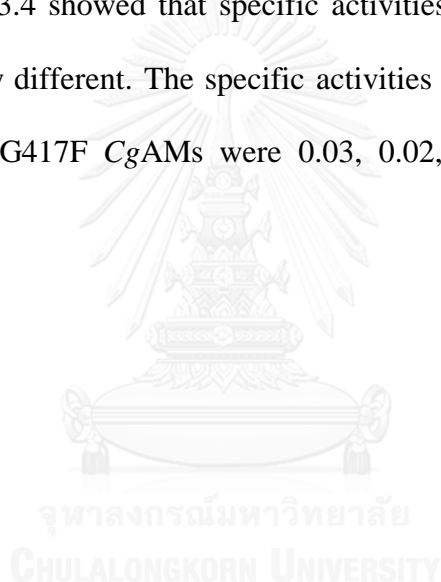 3.4 showed that specific activities
different. The specific activities
G417F CgAMs were 0.03, 0.02,
จุฬาลงกรณ์มหาวิทยาลัย
CHULALONGKORN UNIVERSITY